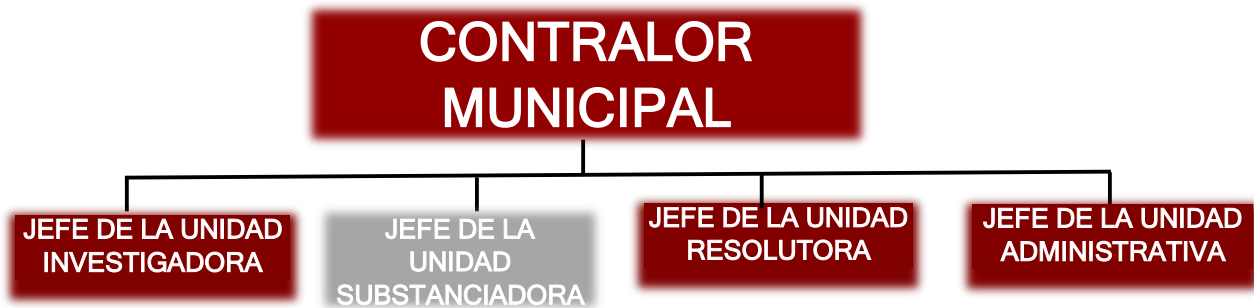 CONTRALOR
MUNICIPAL
JEFE DE LA UNIDAD
INVESTIGADORA
JEFE DE LA
UNIDAD
SUBSTANCIADORA
JEFE DE LA UNIDAD
RESOLUTORA
JEFE DE LA UNIDAD
ADMINISTRATIVA